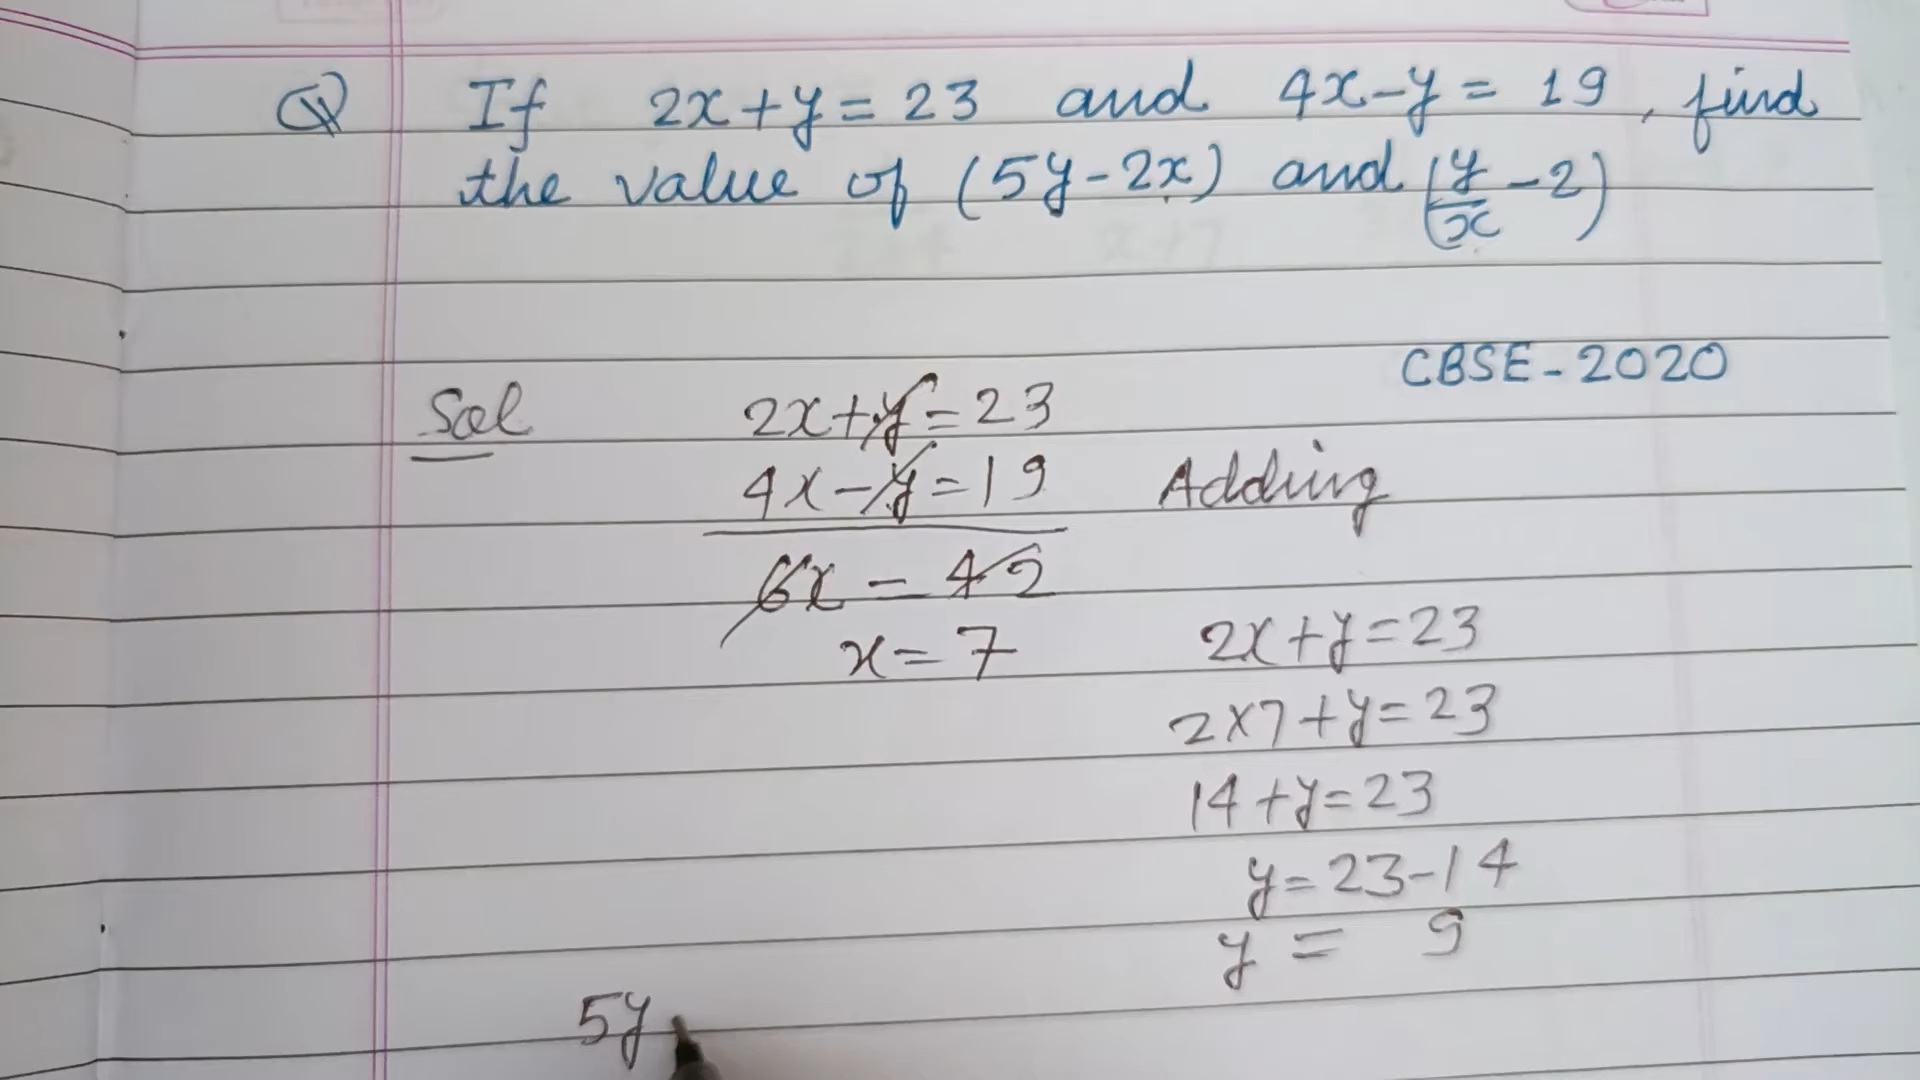 Q If 2x+y=23 and 4x-y=19, find
the value of (5y-2x) and (y/x-2)
CBSE-2020
Sol 2x+y=23
4x-y=19 Adding
6x=42
x=7
2x+y=23
2×7+y=23
14+y=23
y=23-14
y=9
5y